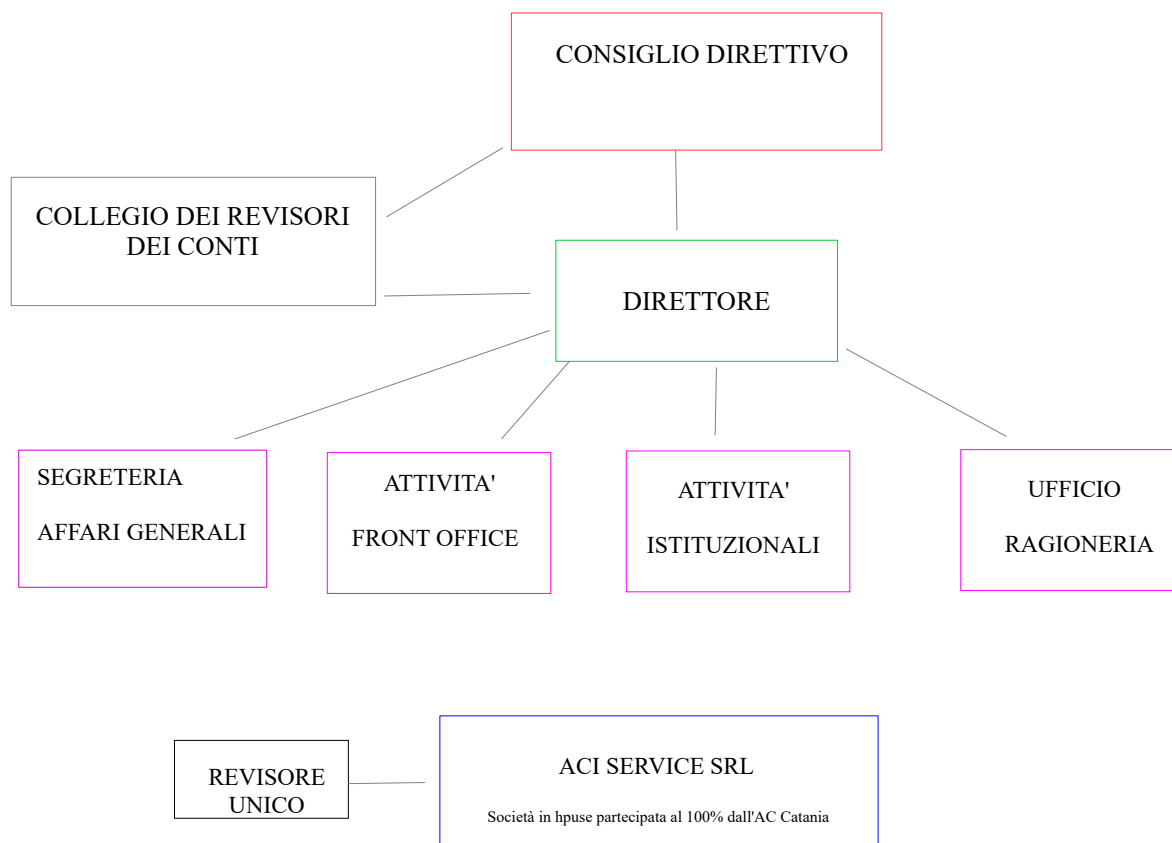 CONSIGLIO DIRETTIVO
COLLEGIO DEI REVISORI
DEI CONTI
DIRETTORE
SEGRETERIA
AFFARI GENERALI
ATTIVITA'
FRONT OFFICE
ATTIVITA'
ISTITUZIONALI
UFFICIO
RAGIONERIA
REVISORE
UNICO
ACI SERVICE SRL
Società in hpuse partecipata al 100% dall'AC Catania